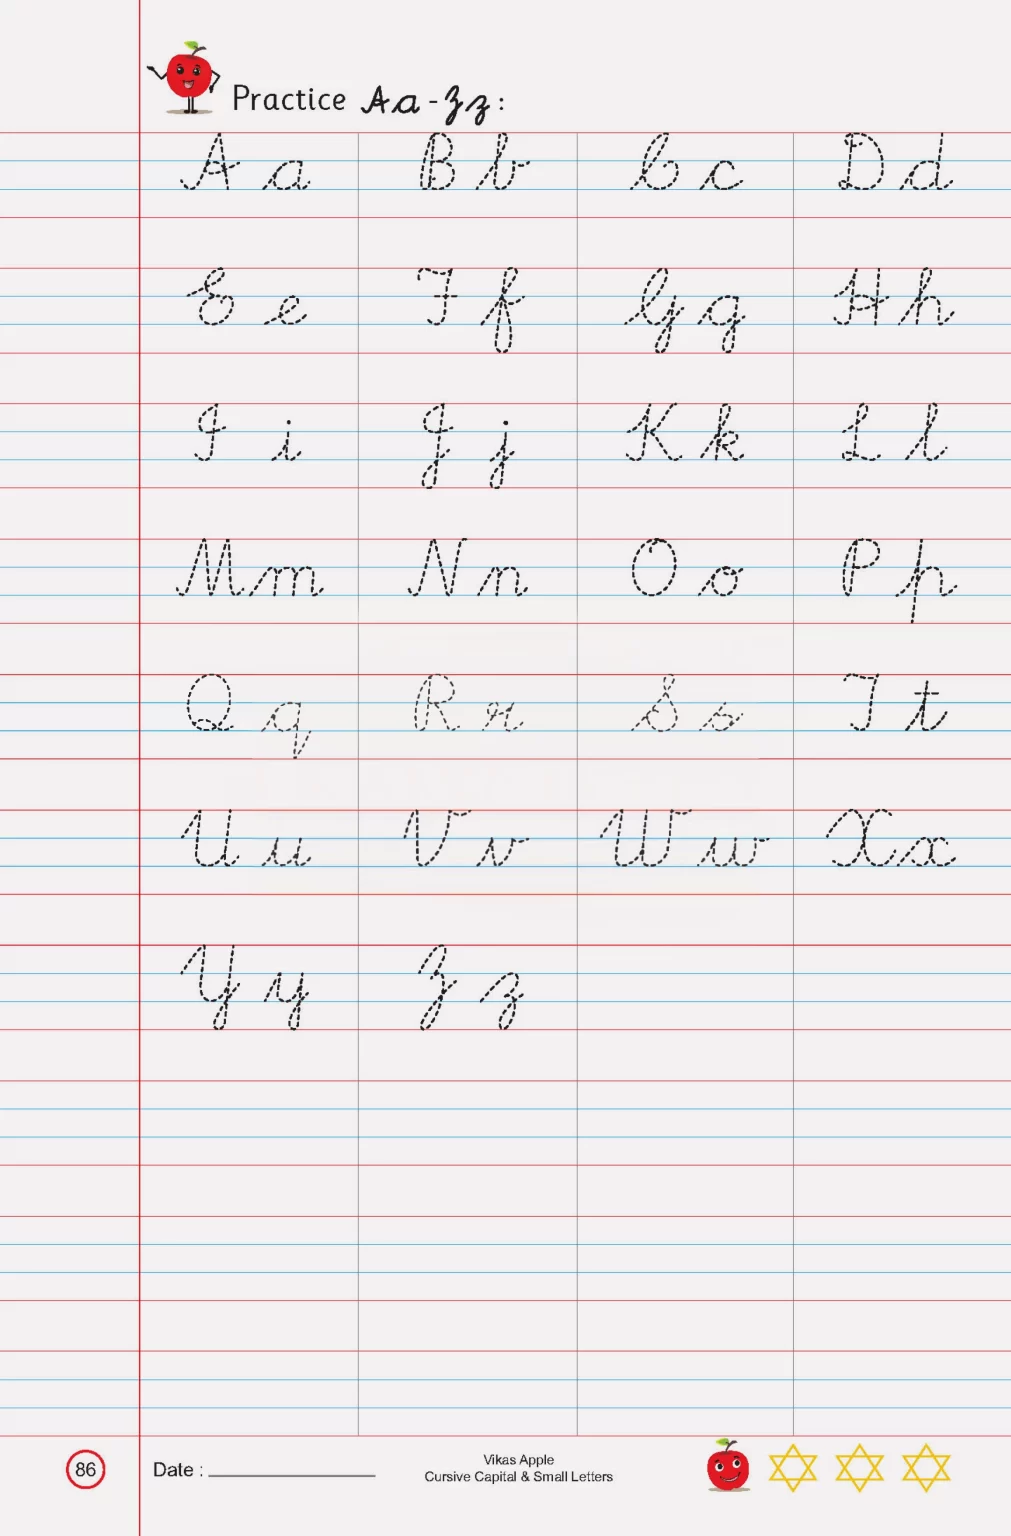 Practice Aa-Zz:
Aa Bb Cc Dd
Ee Ff Gg Hh
Ii Jj Kk Ll
Mm Nn Oo Pp
Qq Rr Ss Tt
Uu Vv Ww Xx
Yy Zz
86
Date :
Vikas Apple
Cursive Capital & Small Letters